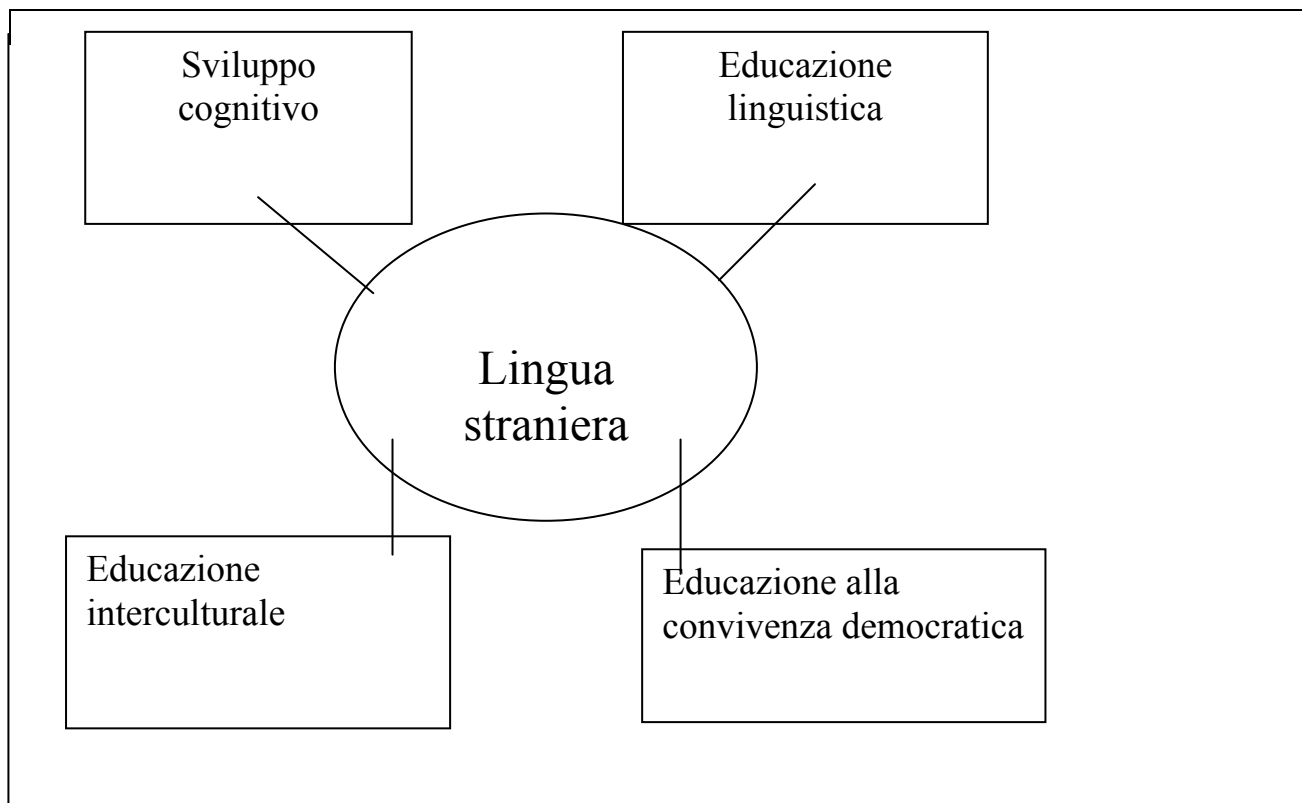 Sviluppo
cognitivo
Educazione
linguistica
Lingua
straniera
Educazione
interculturale
Educazione alla
convivenza democratica